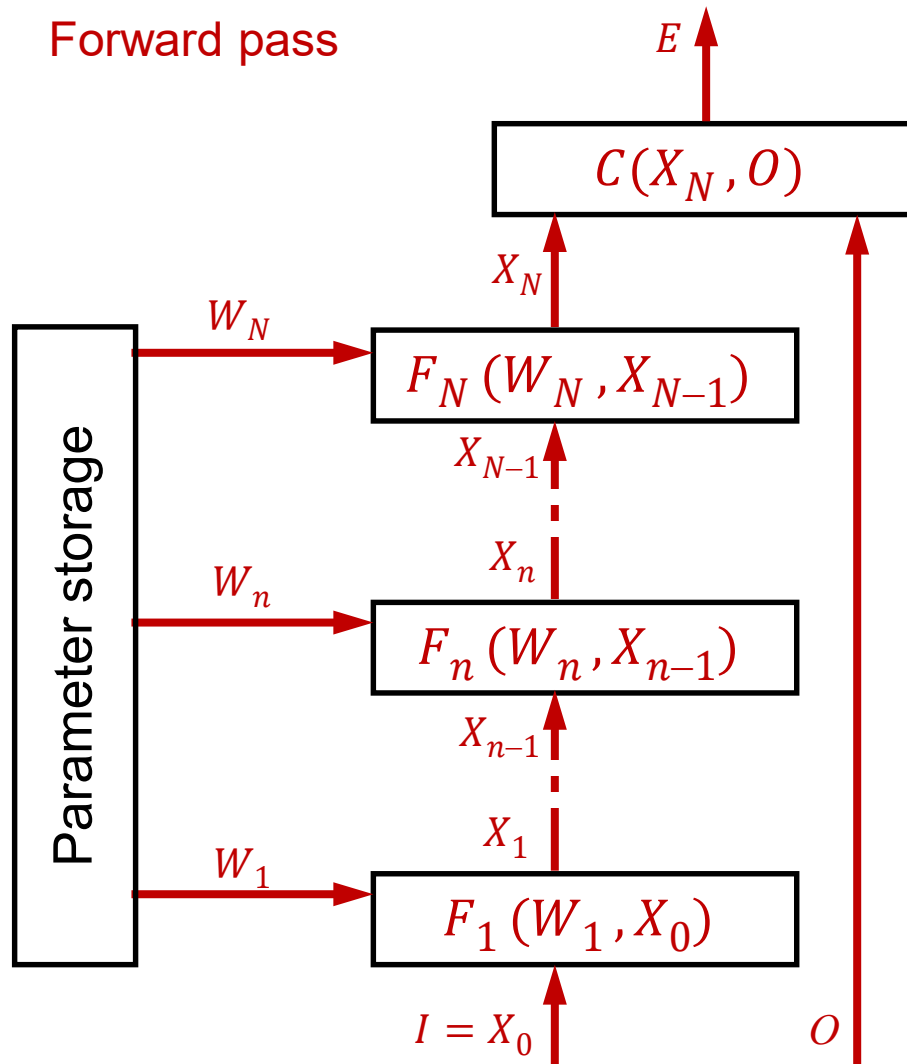 Forward pass
E
C(X_N, O)
X_N
W_N
F_N(W_N, X_{N−1})
X_{N−1}
Parameter storage
X_n
W_n
F_n(W_n, X_{n−1})
X_{n−1}
X_1
W_1
F_1(W_1, X_0)
I = X_0
O